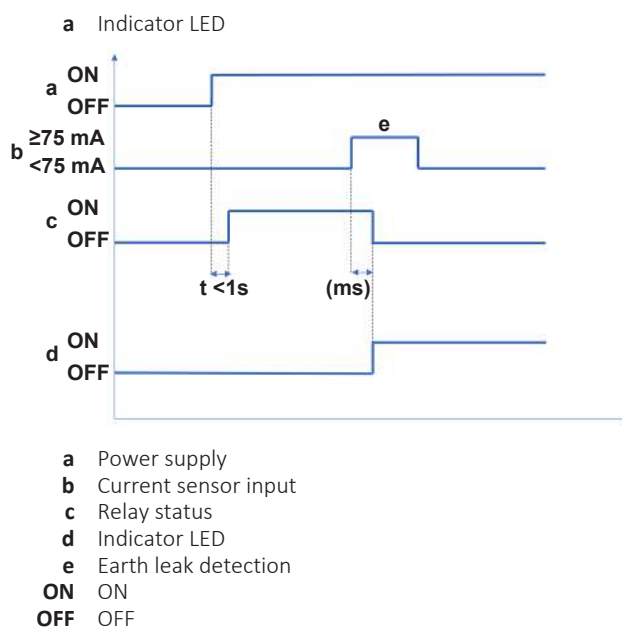 a Indicator LED
ON
a
OFF
≥75 mA
e
b
<75 mA
ON
c
OFF
t <1s
(ms)
ON
d
OFF
a Power supply
b Current sensor input
c Relay status
d Indicator LED
e Earth leak detection
ON ON
OFF OFF